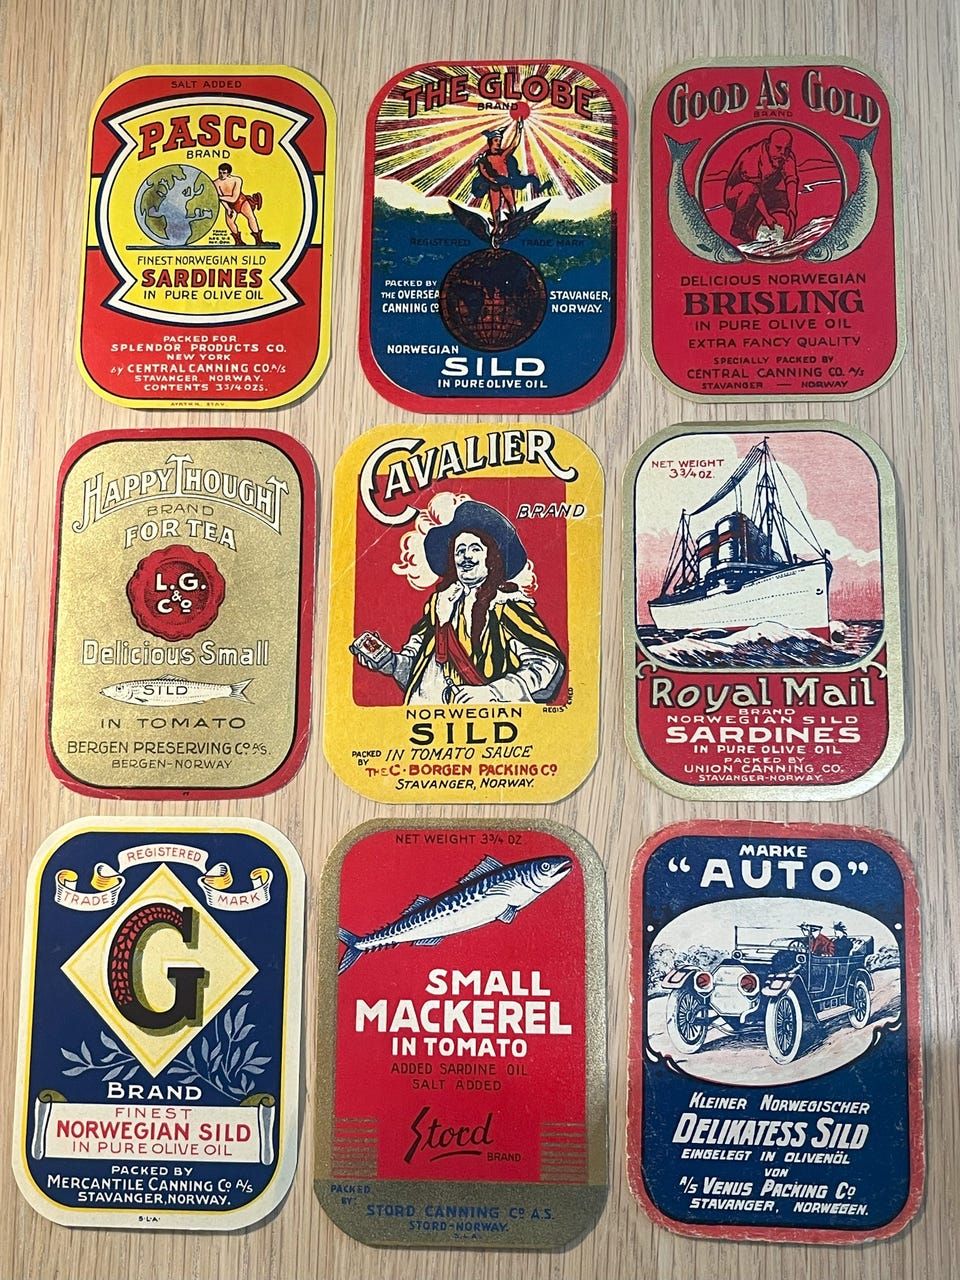 SALT ADDED
PASCO
BRAND
FINEST NORWEGIAN SILD
SARDINES
IN PURE OLIVE OIL
PACKED FOR
SPLENDOR PRODUCTS CO.
NEW YORK
by CENTRAL CANNING CO. A/S
STAVANGER, NORWAY.
CONTENTS 3 3/4 OZS.
THE GLOBE
BRAND
REGISTERED TRADE MARK
PACKED BY
THE OVERSEA
CANNING Cº
STAVANGER,
NORWAY.
NORWEGIAN
SILD
IN PURE OLIVE OIL
GOOD AS GOLD
BRAND
DELICIOUS NORWEGIAN
BRISLING
IN PURE OLIVE OIL
EXTRA FANCY QUALITY
SPECIALLY PACKED BY
CENTRAL CANNING CO. A/S
STAVANGER — NORWAY
HAPPY THOUGHT
BRAND
FOR TEA
L.G.
&
Cº
Delicious Small
SILD
IN TOMATO
BERGEN PRESERVING Cº A/S.
BERGEN-NORWAY
CAVALIER
BRAND
REGISTERED
NORWEGIAN
SILD
PACKED BY
IN TOMATO SAUCE
THE C. BORGEN PACKING Cº
STAVANGER, NORWAY.
NET WEIGHT
3 3/4 OZ.
Royal Mail
BRAND
NORWEGIAN SILD
SARDINES
IN PURE OLIVE OIL
PACKED BY
UNION CANNING CO.
STAVANGER-NORWAY.
REGISTERED
TRADE MARK
G
BRAND
FINEST
NORWEGIAN SILD
IN PURE OLIVE OIL
PACKED BY
MERCANTILE CANNING Cº A/S
STAVANGER, NORWAY.
S.L.A.
NET WEIGHT 3 3/4 OZ
SMALL
MACKEREL
IN TOMATO
ADDED SARDINE OIL
SALT ADDED
Stord
BRAND
PACKED
BY:
STORD CANNING Cº A.S.
STORD-NORWAY.
S.L.A.
MARKE
"AUTO"
KLEINER NORWEGISCHER
DELIKATESS SILD
EINGELEGT IN OLIVENÖL
VON
A/S VENUS PACKING Cº
STAVANGER, NORWEGEN.